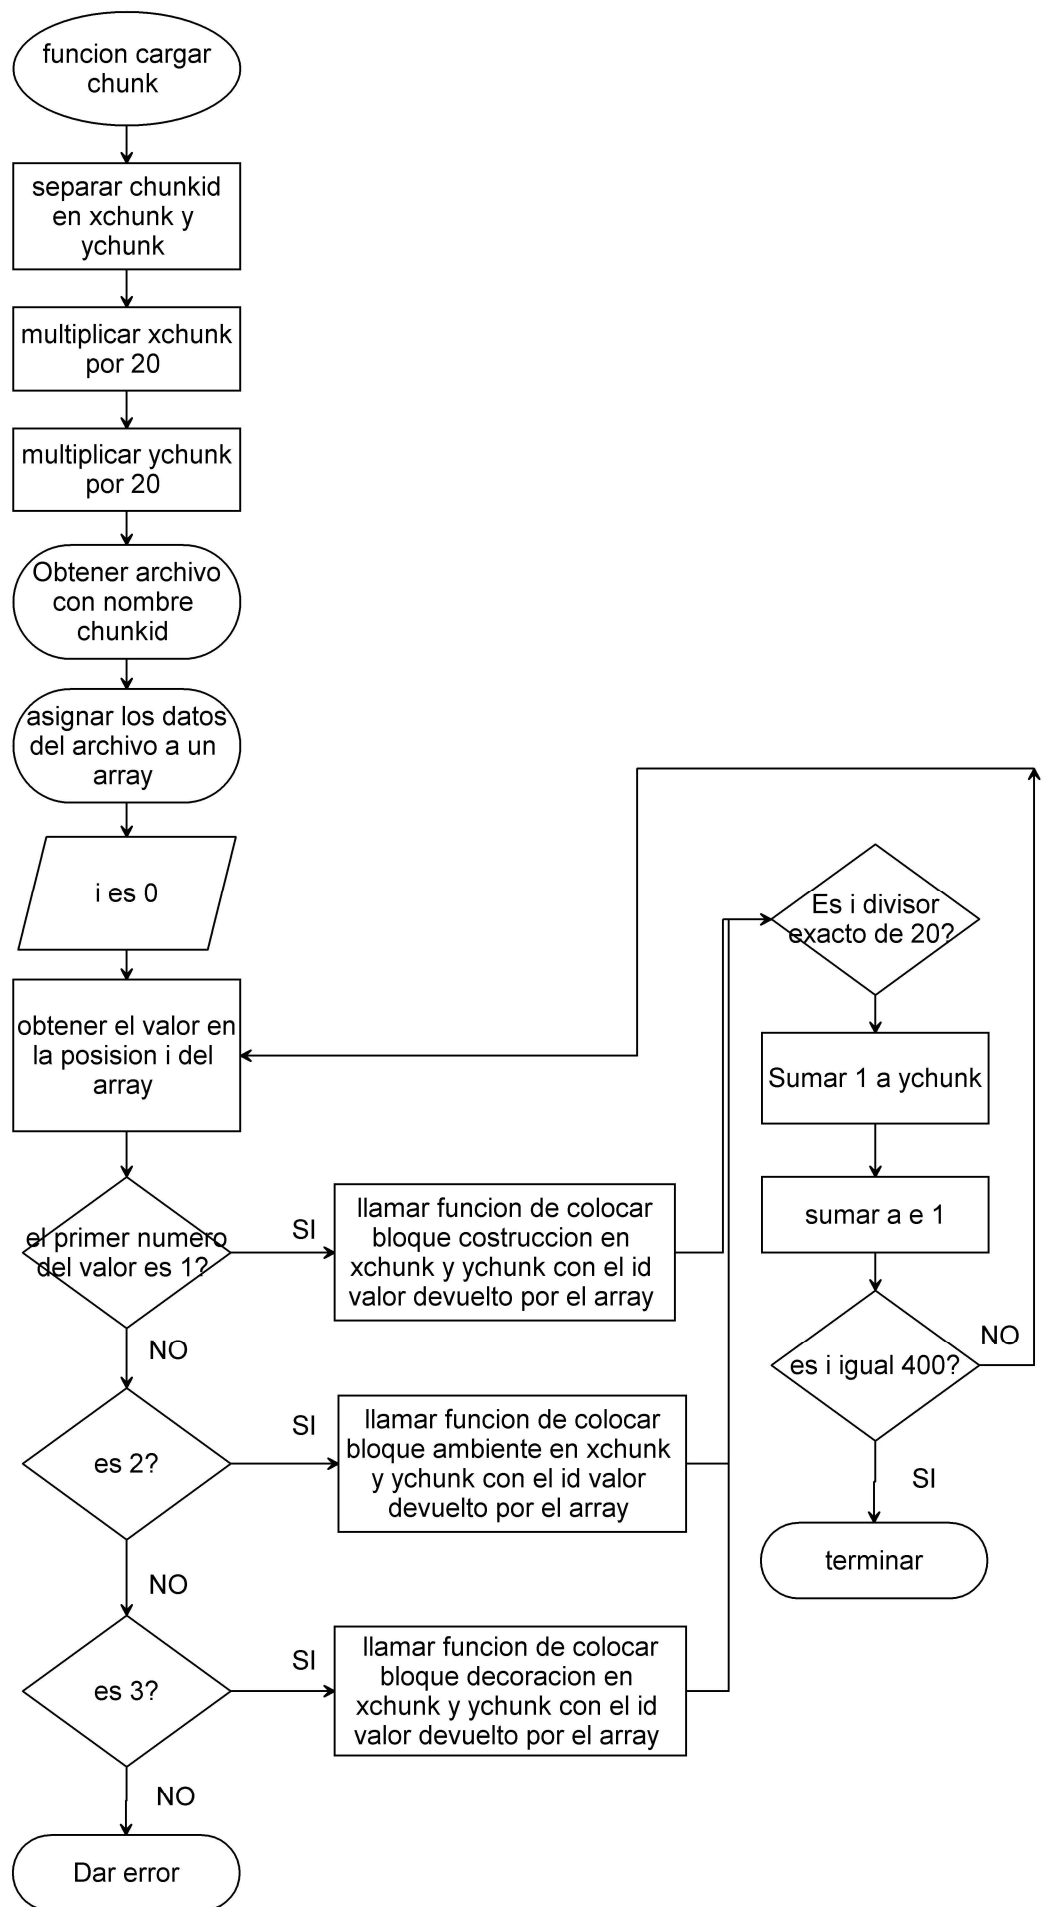 funcion cargar
chunk
separar chunkid
en xchunk y
ychunk
multiplicar xchunk
por 20
multiplicar ychunk
por 20
Obtener archivo
con nombre
chunkid
asignar los datos
del archivo a un
array
i es 0
obtener el valor en
la posision i del
array
el primer numero
del valor es 1?
SI
llamar funcion de colocar
bloque costruccion en
xchunk y ychunk con el id
valor devuelto por el array
NO
es 2?
SI
llamar funcion de colocar
bloque ambiente en xchunk
y ychunk con el id valor
devuelto por el array
NO
es 3?
SI
llamar funcion de colocar
bloque decoracion en
xchunk y ychunk con el id
valor devuelto por el array
NO
Dar error
Es i divisor
exacto de 20?
Sumar 1 a ychunk
sumar a e 1
es i igual 400?
NO
SI
terminar